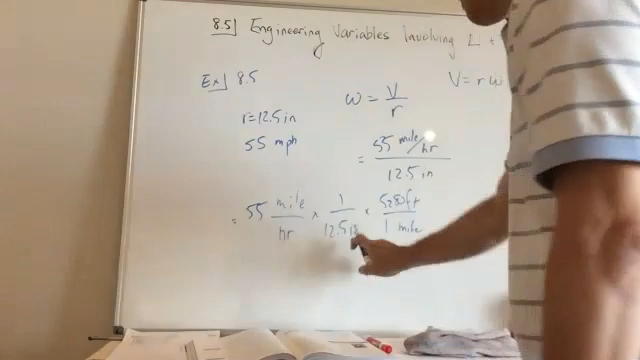 8.5] Engineering Variables Involving L +
Ex] 8.5
V = r ω
ω = V/r
r = 12.5 in
55 mph
= 55 mile/hr / 12.5 in
= 55 mile/hr × 1/12.5 in × 5280 ft/1 mile